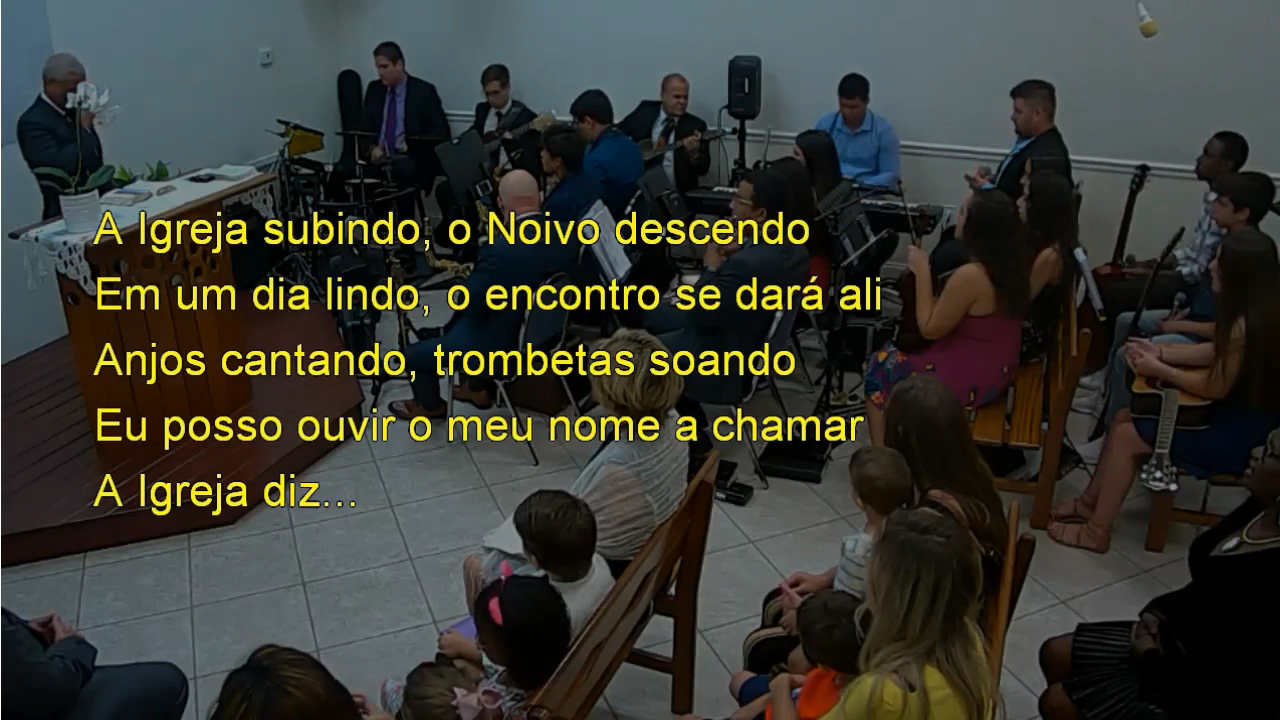 A Igreja subindo, o Noivo descendo
Em um dia lindo, o encontro se dará ali
Anjos cantando, trombetas soando
Eu posso ouvir o meu nome a chamar
A Igreja diz...